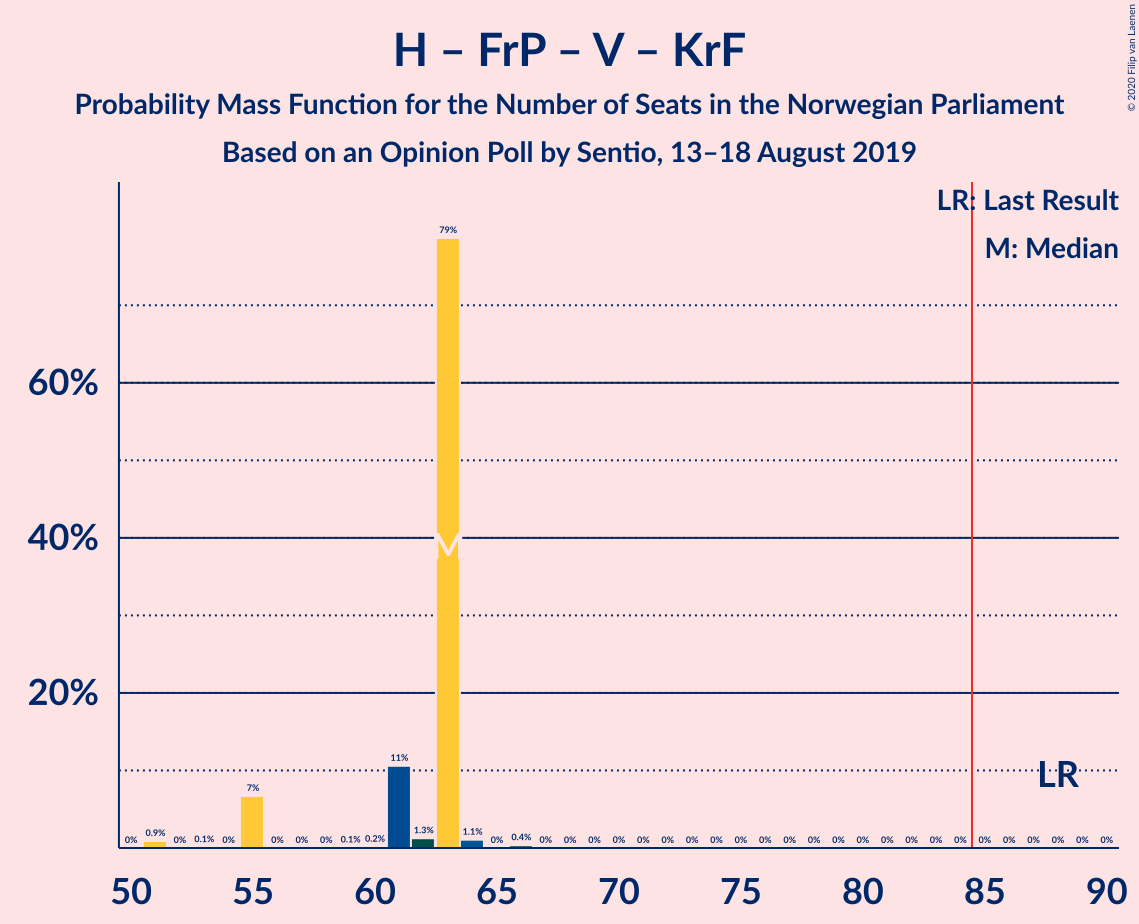 H – FrP – V – KrF
Probability Mass Function for the Number of Seats in the Norwegian Parliament
Based on an Opinion Poll by Sentio, 13–18 August 2019
© 2020 Filip van Laenen
LR: Last Result
M: Median
79%
60%
40%
M
20%
LR
0% 0.9% 0% 0.1% 0% 7% 0% 0% 0% 0.1% 0.2% 11% 1.3% 1.1% 0% 0.4% 0% 0% 0% 0% 0% 0% 0% 0% 0% 0% 0% 0% 0% 0% 0% 0% 0% 0% 0% 0% 0% 0% 0% 0%
50 55 60 65 70 75 80 85 90